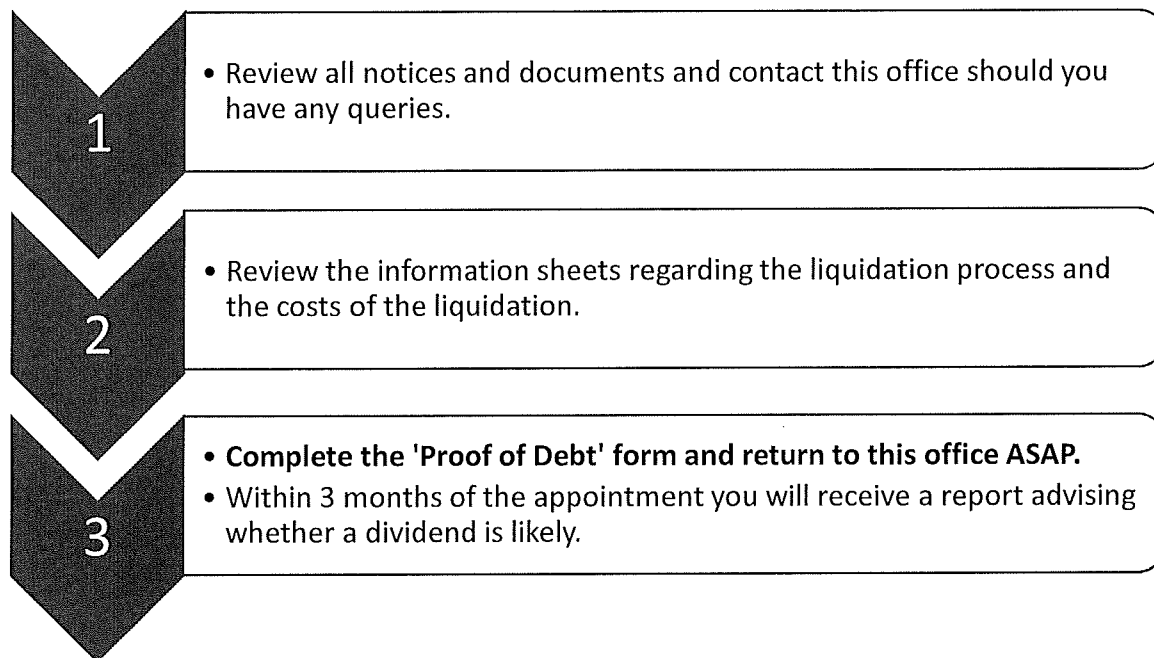 1
• Review all notices and documents and contact this office should you
have any queries.
2
• Review the information sheets regarding the liquidation process and
the costs of the liquidation.
3
• Complete the 'Proof of Debt' form and return to this office ASAP.
• Within 3 months of the appointment you will receive a report advising
whether a dividend is likely.